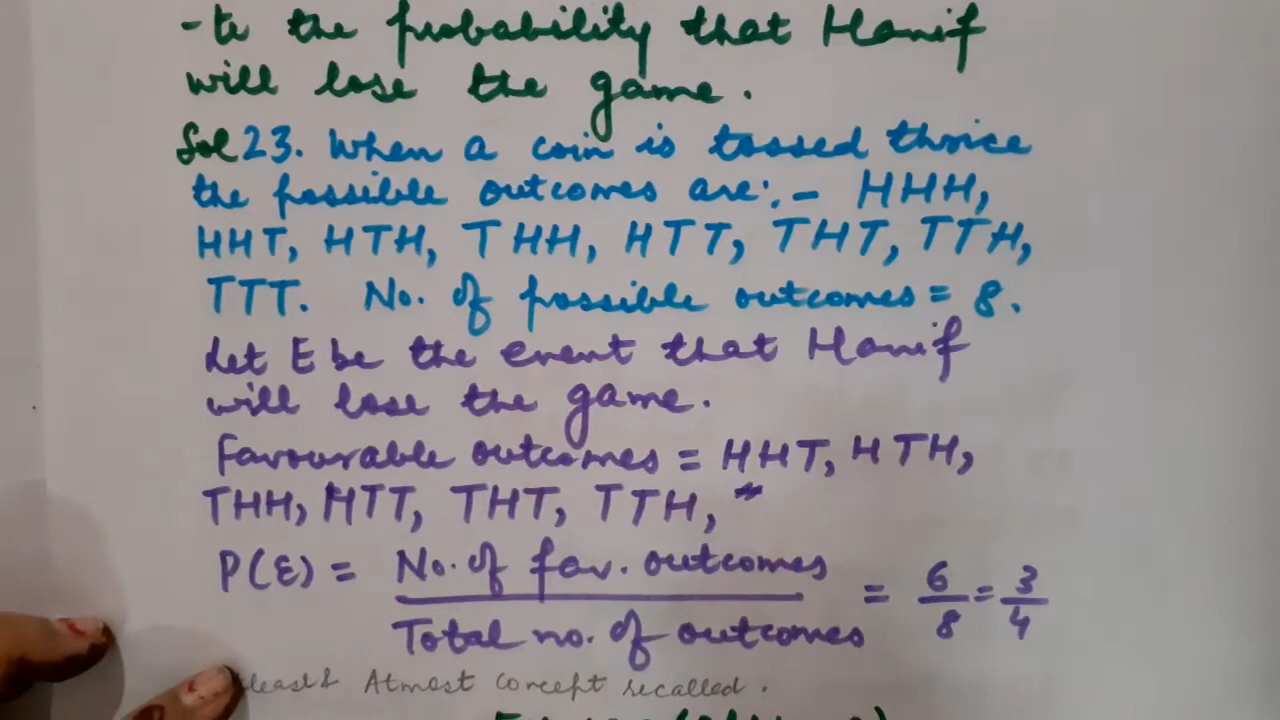 -te the probability that Hanif
will lose the game.
Sol 23. When a coin is tossed thrice
the possible outcomes are:- HHH,
HHT, HTH, THH, HTT, THT, TTH,
TTT. No. of possible outcomes = 8.
Let E be the event that Hanif
will lose the game.
Favourable outcomes = HHT, HTH,
THH, HTT, THT, TTH,
P(E) = No. of fav. outcomes / Total no. of outcomes = 6/8 = 3/4
least & Atmost concept recalled.